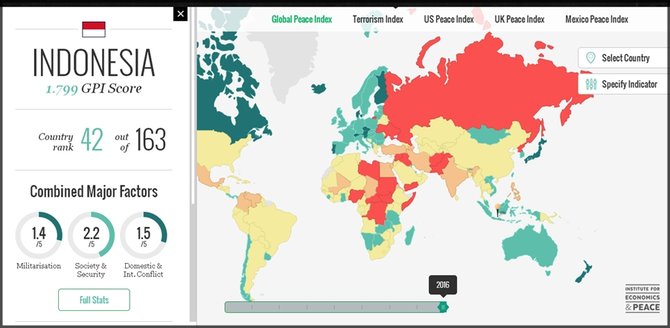 Global Peace Index
Terrorism Index
US Peace Index
UK Peace Index
Mexico Peace Index
INDONESIA
1.799 GPI Score
Country rank 42 out of 163
Combined Major Factors
1.4 /5
2.2 /5
1.5 /5
Militarisation
Society & Security
Domestic & Int. Conflict
Full Stats
Select Country
Specify Indicator
2016
INSTITUTE FOR
ECONOMICS
& PEACE